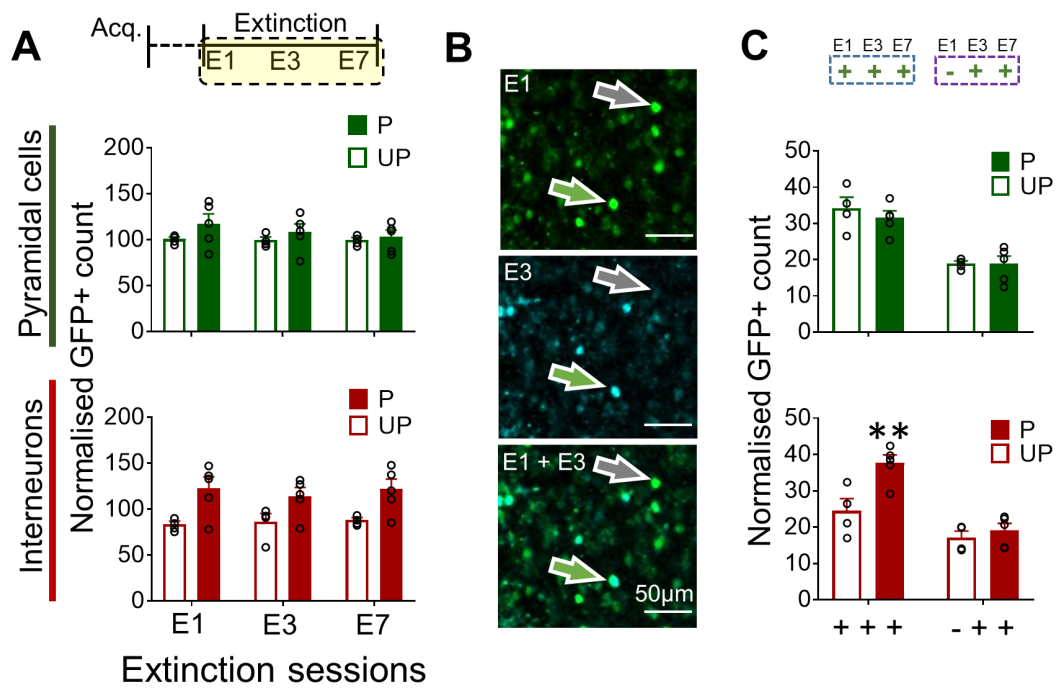 A
Acq.
Extinction
E1 E3 E7
Pyramidal cells
Interneurons
Normalised GFP+ count
P
UP
200
150
100
50
0
P
UP
200
150
100
50
0
E1 E3 E7
Extinction sessions
B
E1
E3
E1 + E3
50μm
C
E1 E3 E7 E1 E3 E7
+ + + - + +
Normalised GFP+ count
P
UP
50
40
30
20
10
0
P
UP
**
50
40
30
20
10
0
+ + + - + +